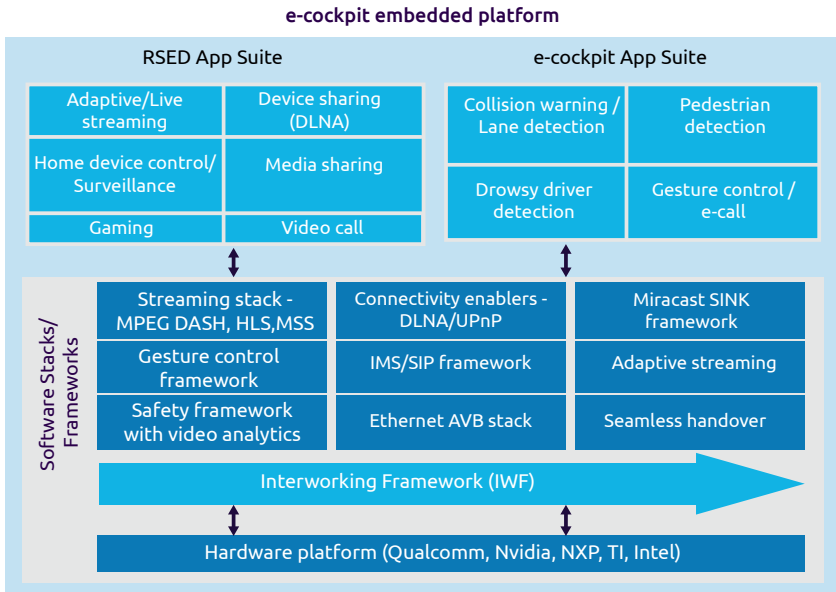 e-cockpit embedded platform
RSED App Suite
e-cockpit App Suite
Adaptive/Live
streaming
Device sharing
(DLNA)
Home device control/
Surveillance
Media sharing
Gaming
Video call
Collision warning /
Lane detection
Pedestrian
detection
Drowsy driver
detection
Gesture control /
e-call
Software Stacks/
Frameworks
Streaming stack -
MPEG DASH, HLS,MSS
Connectivity enablers -
DLNA/UPnP
Miracast SINK
framework
Gesture control
framework
IMS/SIP framework
Adaptive streaming
Safety framework
with video analytics
Ethernet AVB stack
Seamless handover
Interworking Framework (IWF)
Hardware platform (Qualcomm, Nvidia, NXP, TI, Intel)